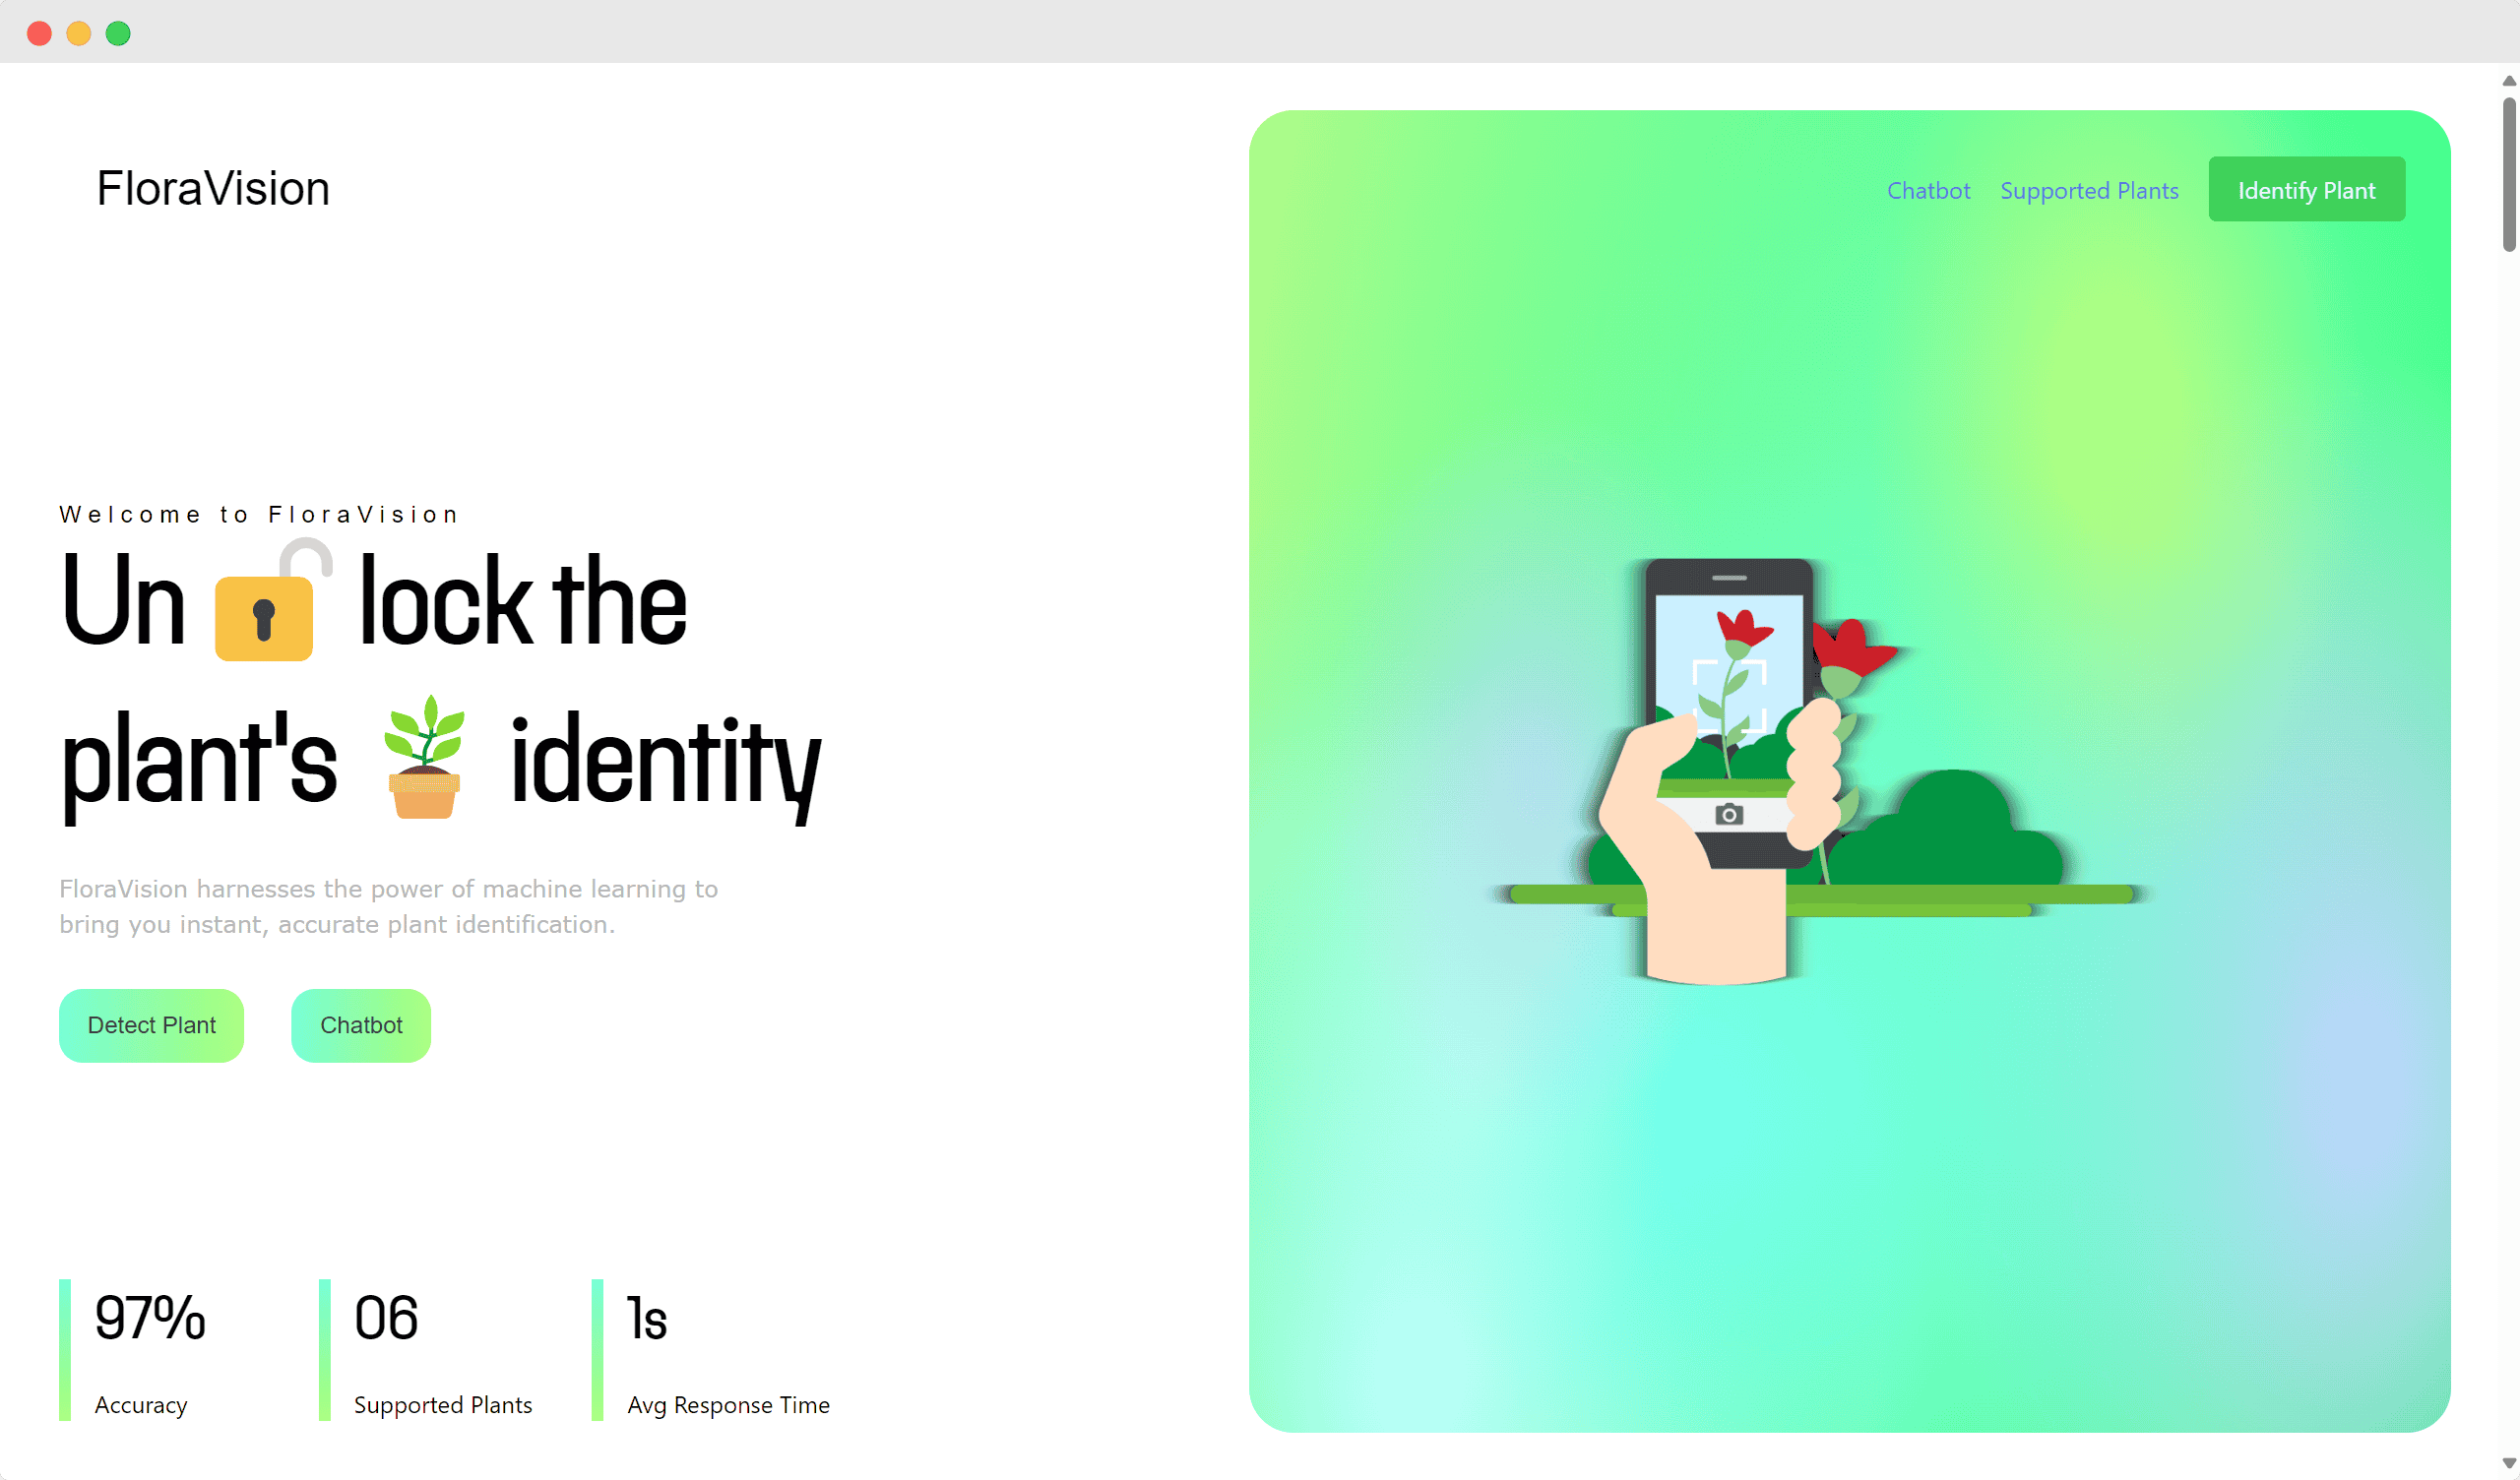 FloraVision
Chatbot Supported Plants Identify Plant
Welcome to FloraVision
Un lock the
plant's identity
FloraVision harnesses the power of machine learning to
bring you instant, accurate plant identification.
Detect Plant Chatbot
97% 06 1s
Accuracy Supported Plants Avg Response Time